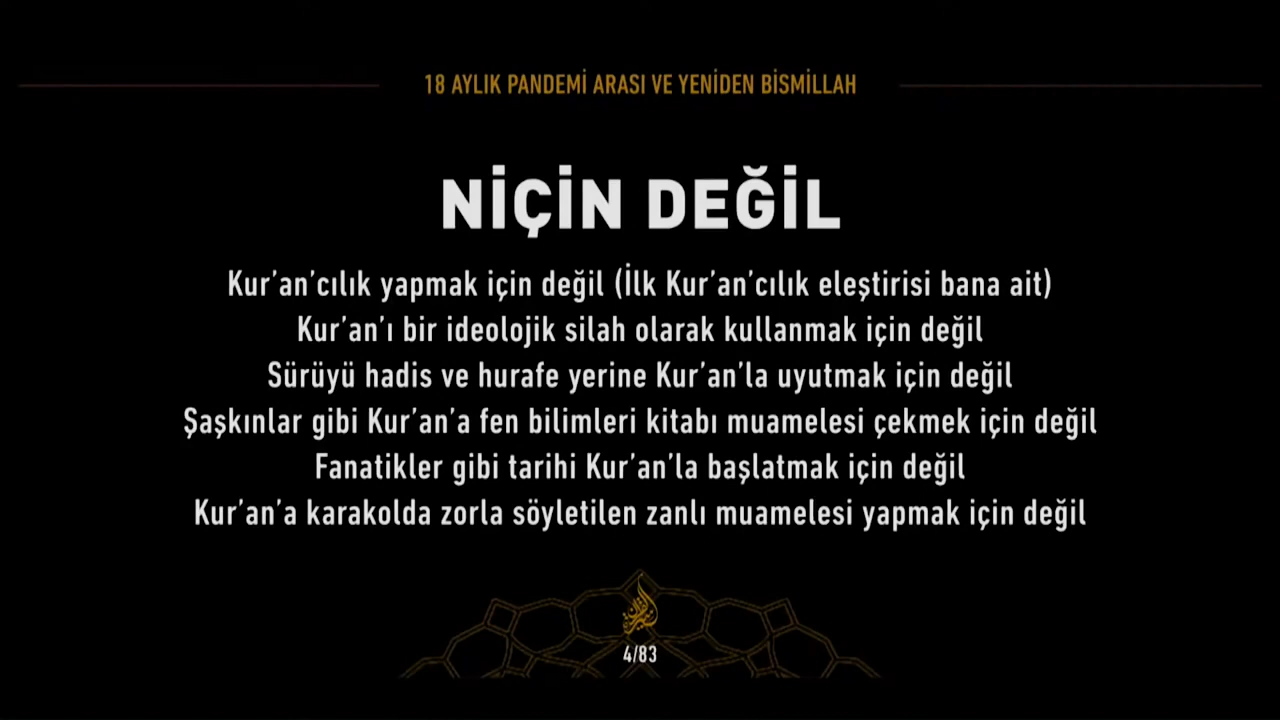 18 AYLIK PANDEMİ ARASI VE YENİDEN BİSMİLLAH
NİÇİN DEĞİL
Kur’an’cılık yapmak için değil (İlk Kur’an’cılık eleştirisi bana ait)
Kur’an’ı bir ideolojik silah olarak kullanmak için değil
Sürüyü hadis ve hurafe yerine Kur’an’la uyutmak için değil
Şaşkınlar gibi Kur’an’a fen bilimleri kitabı muamelesi çekmek için değil
Fanatikler gibi tarihi Kur’an’la başlatmak için değil
Kur’an’a karakolda zorla söyletilen zanlı muamelesi yapmak için değil
4/83